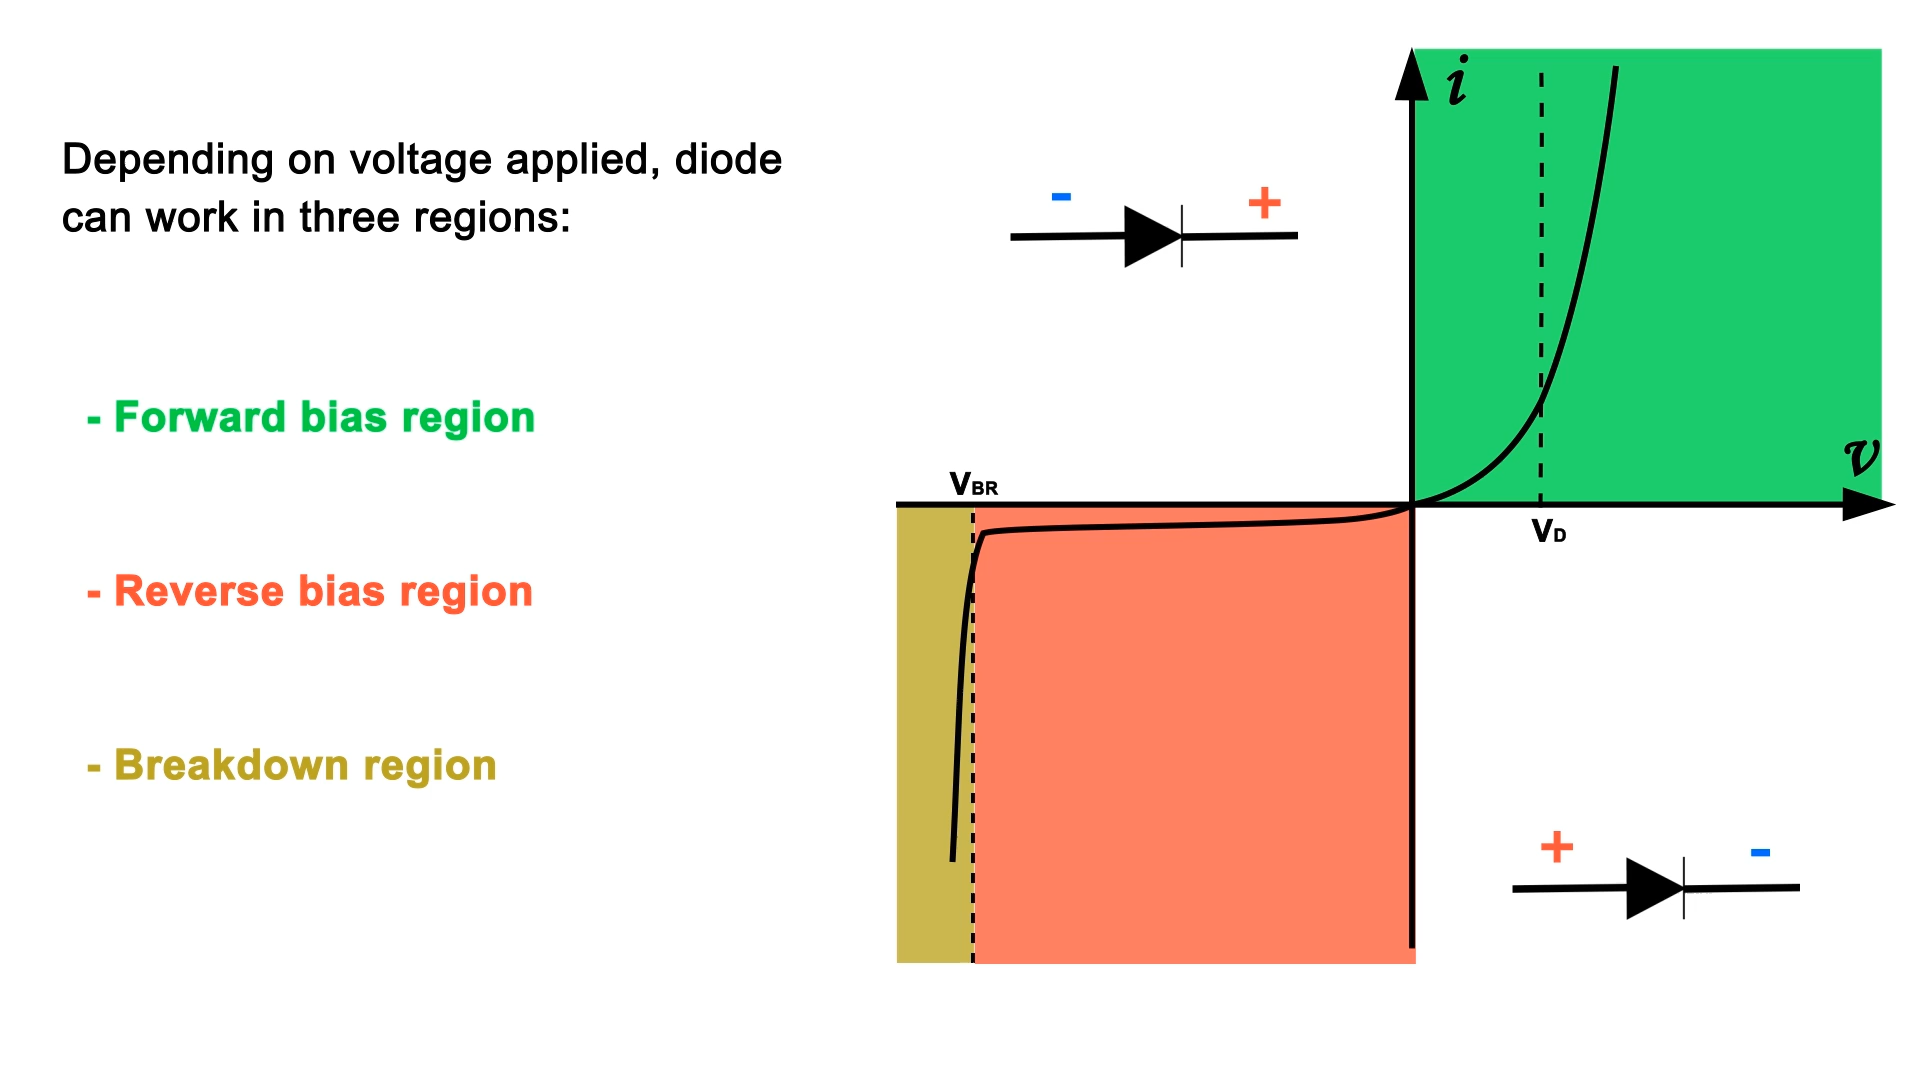 Depending on voltage applied, diode
can work in three regions:
- Forward bias region
- Reverse bias region
- Breakdown region
- +
i
v
VBR
VD
+ -